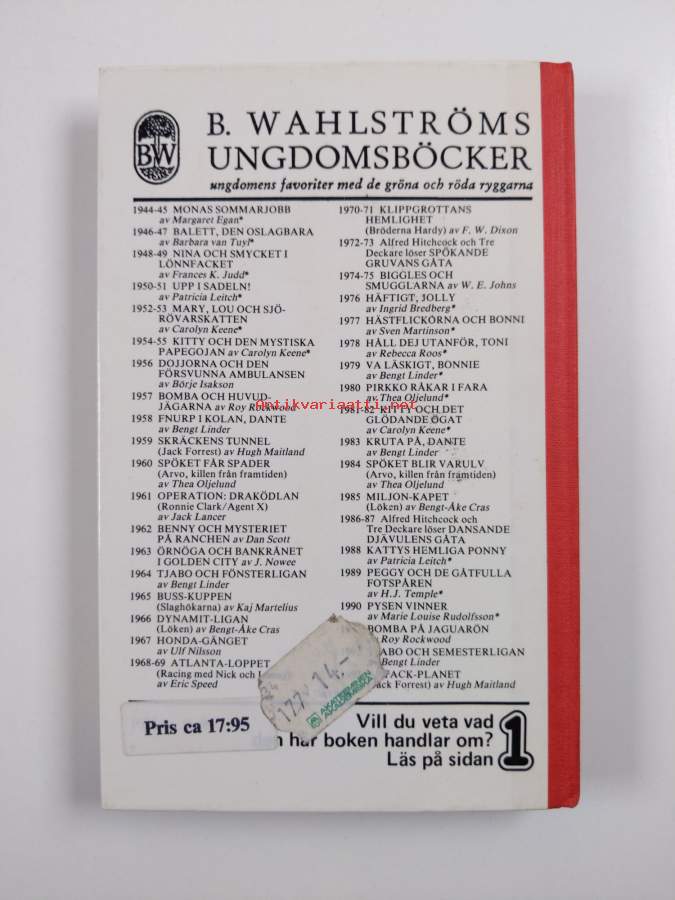 BW
B. WAHLSTRÖMS
UNGDOMSBÖCKER
ungdomens favoriter med de gröna och röda ryggarna
1944-45 MONAS SOMMARJOBB
av Margaret Egan*
1946-47 BALETT, DEN OSLAGBARA
av Barbara van Tuyl*
1948-49 NINA OCH SMYCKET I
LÖNNFACKET
av Frances K. Judd*
1950-51 UPP I SADELN!
av Patricia Leitch*
1952-53 MARY, LOU OCH SJÖ-
RÖVARSKATTEN
av Carolyn Keene*
1954-55 KITTY OCH DEN MYSTISKA
PAPEGOJAN av Carolyn Keene*
1956 DOJJORNA OCH DEN
FÖRSVUNNA AMBULANSEN
av Börje Isakson
1957 BOMBA OCH HUVUD-
JÄGARNA av Roy Rockwood
1958 FNURP I KOLAN, DANTE
av Bengt Linder
1959 SKRÄCKENS TUNNEL
(Jack Forrest) av Hugh Maitland
1960 SPÖKET FÅR SPADER
(Arvo, killen från framtiden)
av Thea Oljelund
1961 OPERATION: DRAKÖDLAN
(Ronnie Clark/Agent X)
av Jack Lancer
1962 BENNY OCH MYSTERIET
PÅ RANCHEN av Dan Scott
1963 ÖRNÖGA OCH BANKRÅNET
I GOLDEN CITY av J. Nowee
1964 TJABO OCH FÖNSTERLIGAN
av Bengt Linder
1965 BUSS-KUPPEN
(Slaghökarna) av Kaj Martelius
1966 DYNAMIT-LIGAN
(Löken) av Bengt-Åke Cras
1967 HONDA-GÄNGET
av Ulf Nilsson
1968-69 ATLANTA-LOPPET
(Racing med Nick och
av Eric Speed
1970-71 KLIPPGROTTANS
HEMLIGHET
(Bröderna Hardy) av F. W. Dixon
1972-73 Alfred Hitchcock och Tre
Deckare löser SPÖKANDE
GRUVANS GÅTA
1974-75 BIGGLES OCH
SMUGGLARNA av W. E. Johns
1976 HÄFTIGT, JOLLY
av Ingrid Bredberg*
1977 HÄSTFLICKORNA OCH BONNI
av Sven Martinson*
1978 HÅLL DEJ UTANFÖR, TONI
av Rebecca Roos*
1979 VA LÄSKIGT, BONNIE
av Bengt Linder*
1980 PIRKKO RÅKAR I FARA
av Thea Oljelund*
1981-82 KITTY OCH DET
GLÖDANDE ÖGAT
av Carolyn Keene*
1983 KRUTA PÅ, DANTE
av Bengt Linder
1984 SPÖKET BLIR VARULV
(Arvo, killen från framtiden)
av Thea Oljelund
1985 MILJON-KAPET
(Löken) av Bengt-Åke Cras
1986-87 Alfred Hitchcock och
Tre Deckare löser DANSANDE
DJÄVULENS GÅTA
1988 KATTYS HEMLIGA PONNY
av Patricia Leitch*
1989 PEGGY OCH DE GÅTFULLA
FOTSPÅREN
av H.J. Temple*
1990 PYSEN VINNER
av Marie Louise Rudolfsson*
BOMBA PÅ JAGUARÖN
Roy Rockwood
OCH SEMESTERLIGAN
Bengt Linder
Forrest) av Hugh Maitland
Antikvariaatti.net
177 14.-
Pris ca 17:95
Vill du veta vad
här boken handlar om?
Läs på sidan 1